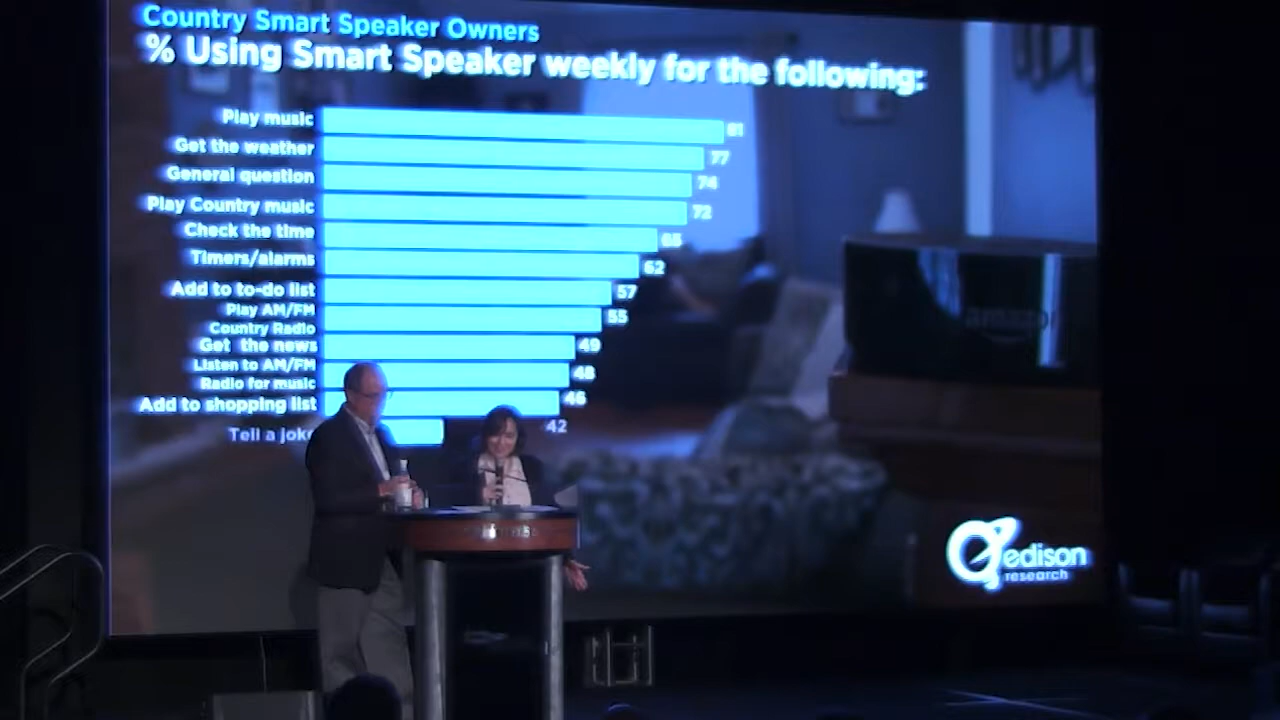 Country Smart Speaker Owners
% Using Smart Speaker weekly for the following:
Play music 81
Get the weather 77
General question 74
Play Country music 72
Check the time 65
Timers/alarms 62
Add to to-do list 57
Play AM/FM
Country Radio 55
Get the news 49
Listen to AM/FM
Radio for music 48
Add to shopping list 46
Tell a joke 42
amazon
edison
research